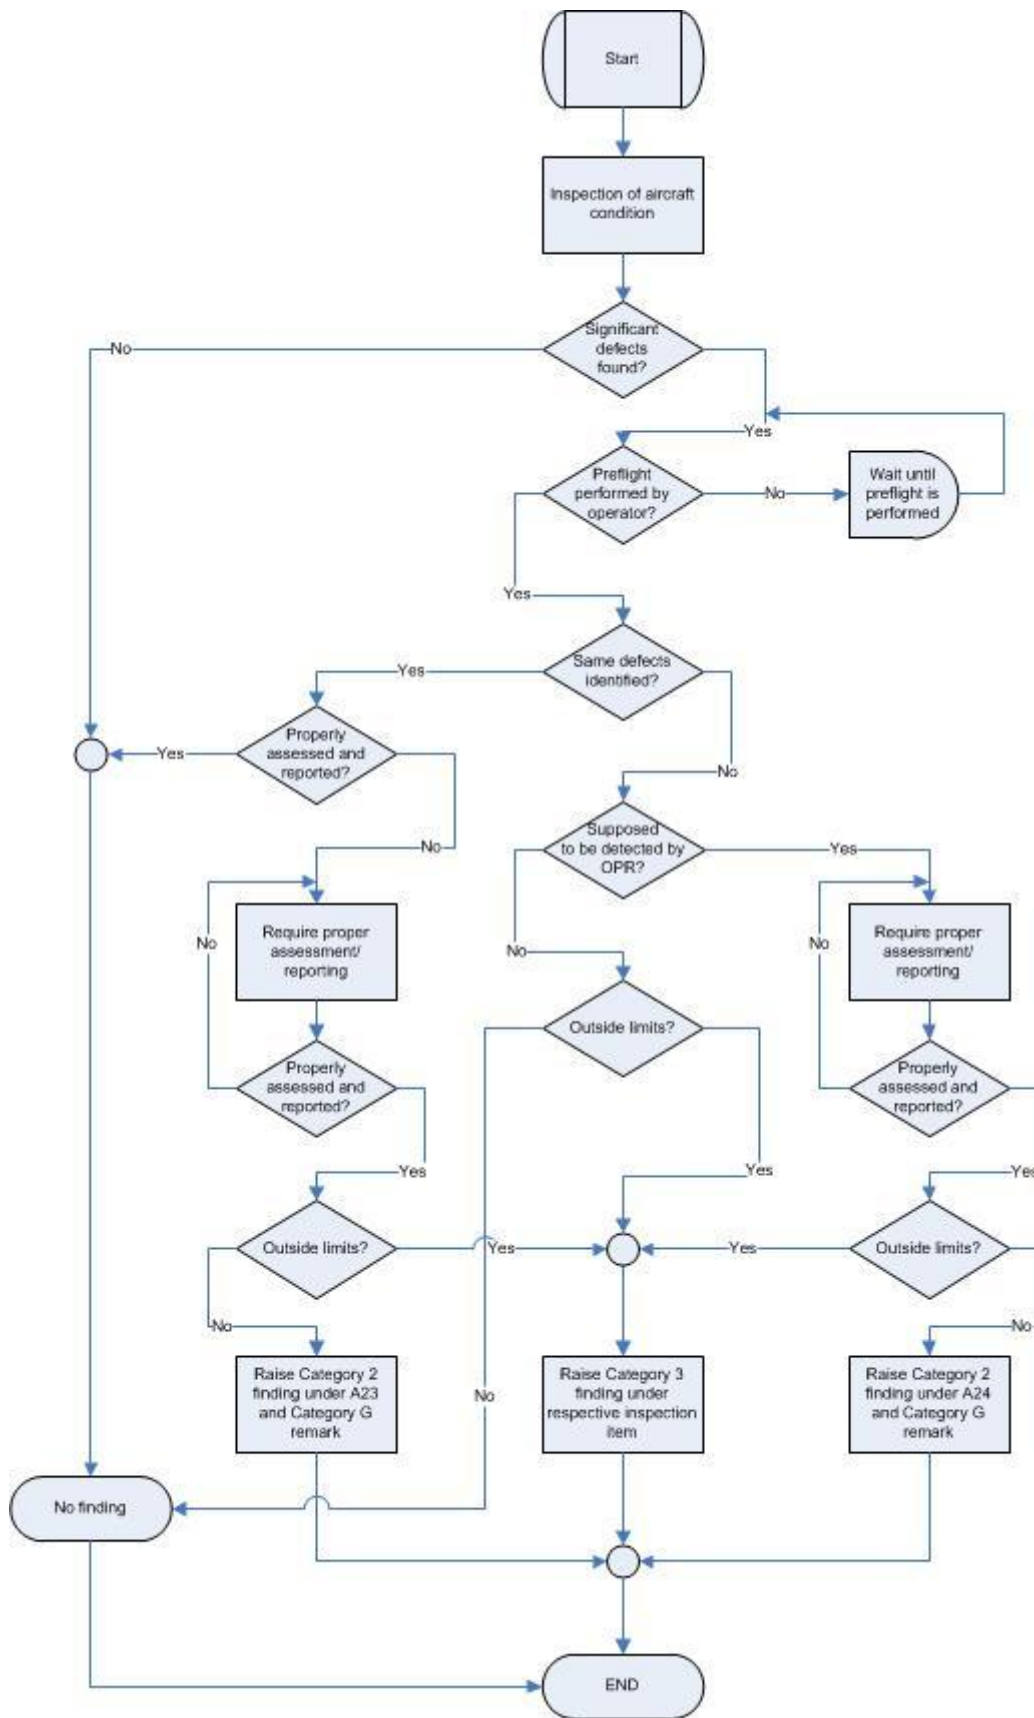 Start
Inspection of aircraft
condition
Significant
defects
found?
No
Yes
Preflight
performed by
operator?
No
Wait until
preflight is
performed
Yes
Same defects
identified?
Yes
No
Properly
assessed and
reported?
Yes
No
Supposed
to be detected by
OPR?
Yes
No
Require proper
assessment/
reporting
No
Require proper
assessment/
reporting
No
Outside limits?
Properly
assessed and
reported?
Properly
assessed and
reported?
Yes
Yes
Yes
Outside limits?
Yes
Yes
Outside limits?
No
No
Raise Category 2
finding under A23
and Category G
remark
No
Raise Category 3
finding under
respective inspection
item
Raise Category 2
finding under A24
and Category G
remark
No finding
END